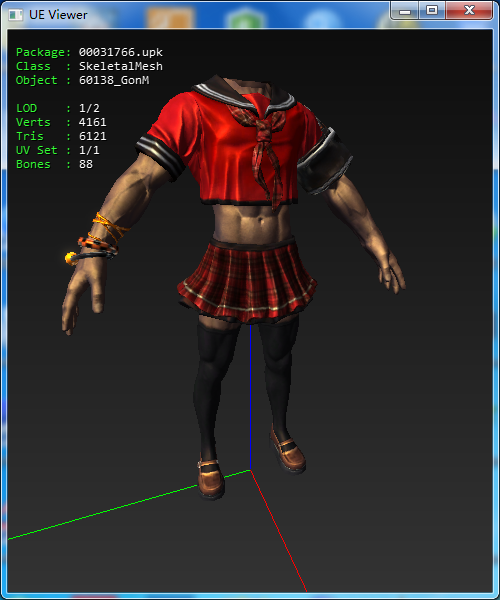 UE Viewer
Package: 00031766.upk
Class : SkeletalMesh
Object : 60138_GonM
LOD : 1/2
Verts : 4161
Tris : 6121
UV Set : 1/1
Bones : 88